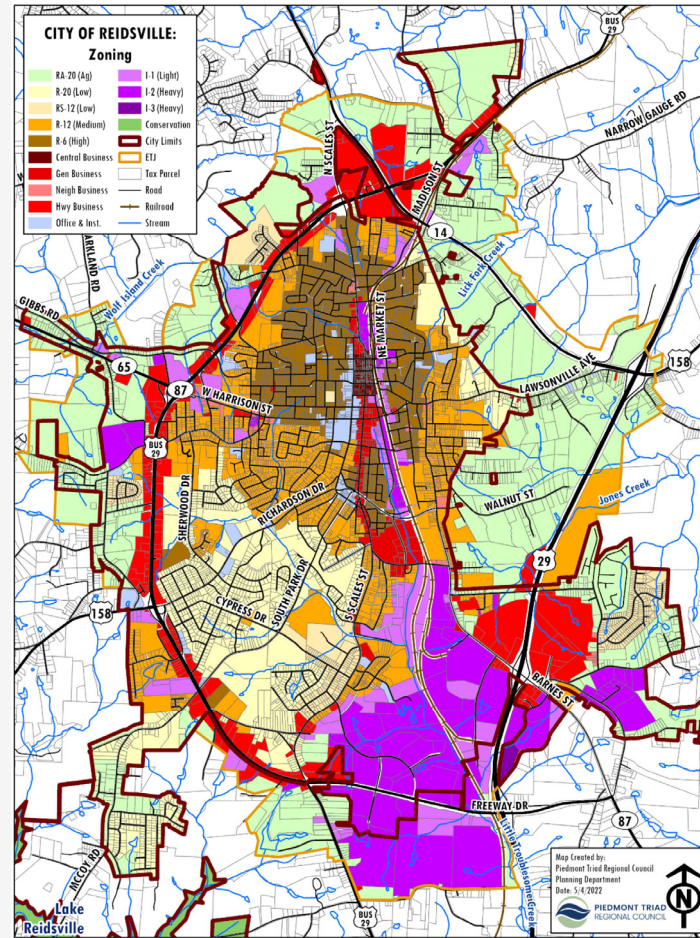 CITY OF REIDSVILLE:
Zoning
RA-20 (Ag)
R-20 (Low)
RS-12 (Low)
R-12 (Medium)
R-6 (High)
Central Business
Gen Business
Neigh Business
Hwy Business
Office & Inst.
I-1 (Light)
I-2 (Heavy)
I-3 (Heavy)
Conservation
City Limits
ETJ
Tax Parcel
Road
Railroad
Stream
BUS
29
NARROW GAUGE RD
N SCALES ST
MADISON ST
14
Lick Fork Creek
ARKLAND RD
Wolf Island Creek
GIBBS RD
65
87
W HARRISON ST
NE MARKET ST
LAWSONVILLE AVE
158
BUS
29
SHERWOOD DR
RICHARDSON DR
WALNUT ST
Jones Creek
29
158
CYPRESS DR
SOUTH PARK DR
S SCALES ST
BARNES ST
FREEWAY DR
87
Little Troublesome Creek
MCCOY RD
Lake
Reidsville
BUS
29
Map Created by:
Piedmont Triad Regional Council
Planning Department
Date: 5/4/2022
PIEDMONT TRIAD
REGIONAL COUNCIL
N